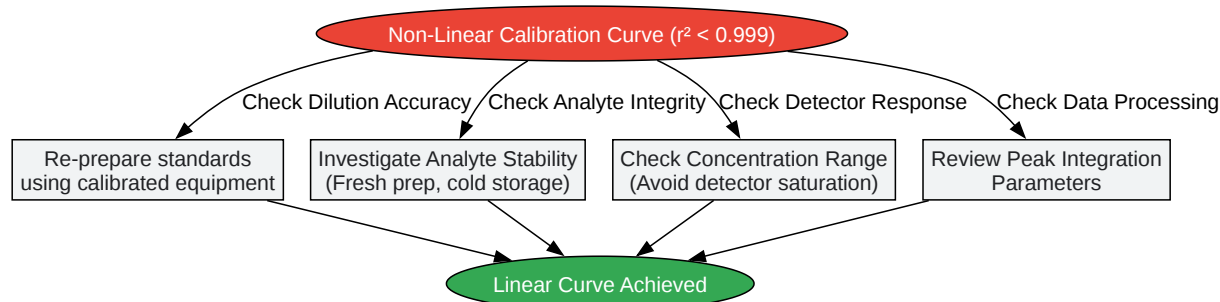 Non-Linear Calibration Curve (r² < 0.999)
Check Dilution Accuracy
Check Analyte Integrity
Check Detector Response
Check Data Processing
Re-prepare standards
using calibrated equipment
Investigate Analyte Stability
(Fresh prep, cold storage)
Check Concentration Range
(Avoid detector saturation)
Review Peak Integration
Parameters
Linear Curve Achieved